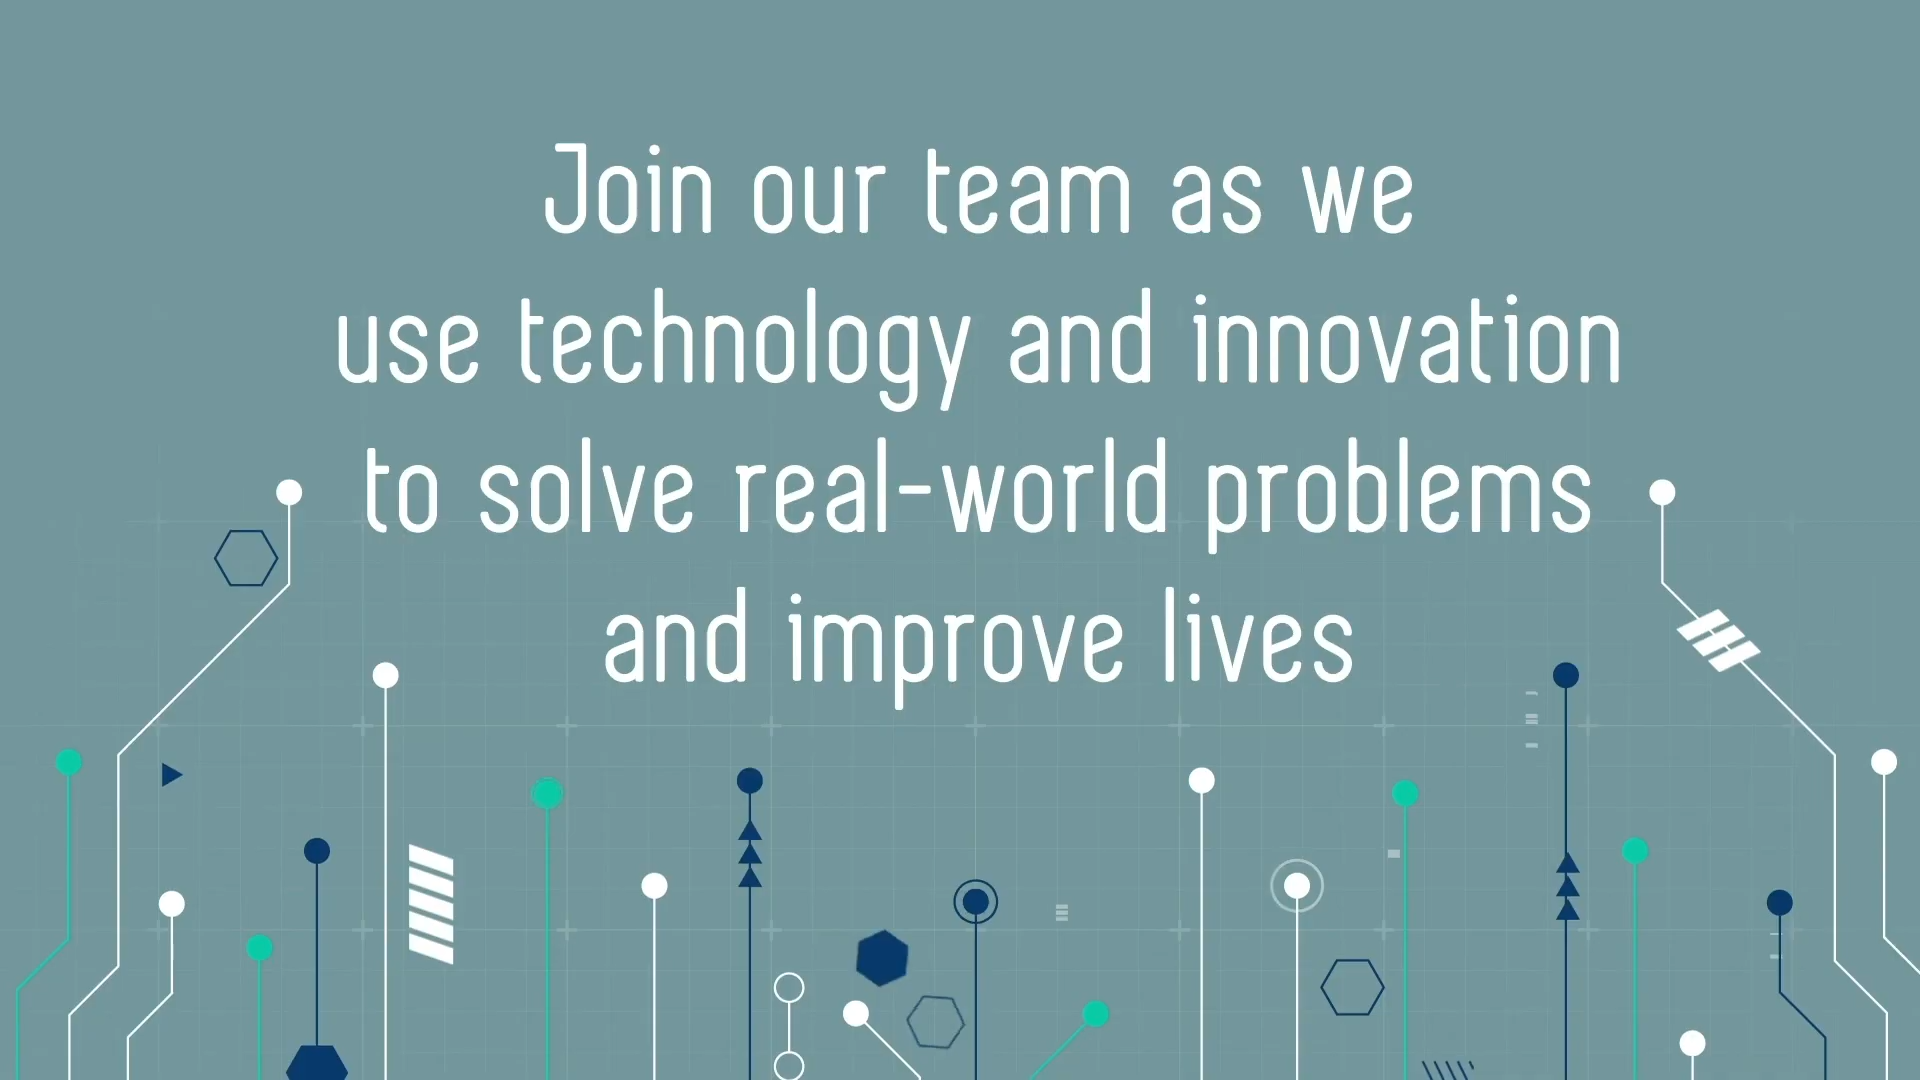 Join our team as we
use technology and innovation
to solve real-world problems
and improve lives